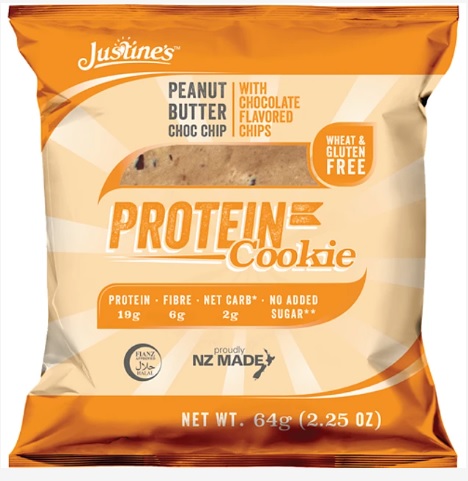 Justine's™
PEANUT
BUTTER
CHOC CHIP
WITH
CHOCOLATE
FLAVORED
CHIPS
WHEAT &
GLUTEN
FREE
PROTEIN
Cookie
PROTEIN · FIBRE · NET CARB* · NO ADDED
19g 6g 2g SUGAR**
FIANZ
حلال
HALAL
proudly
NZ MADE
NET WT. 64g (2.25 OZ)